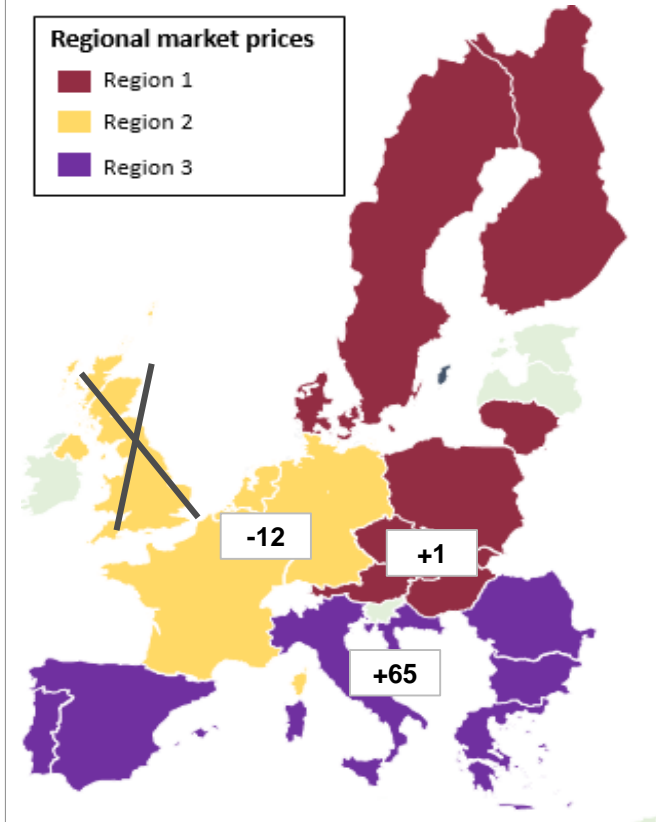 Regional market prices
Region 1
Region 2
Region 3
-12
+1
+65